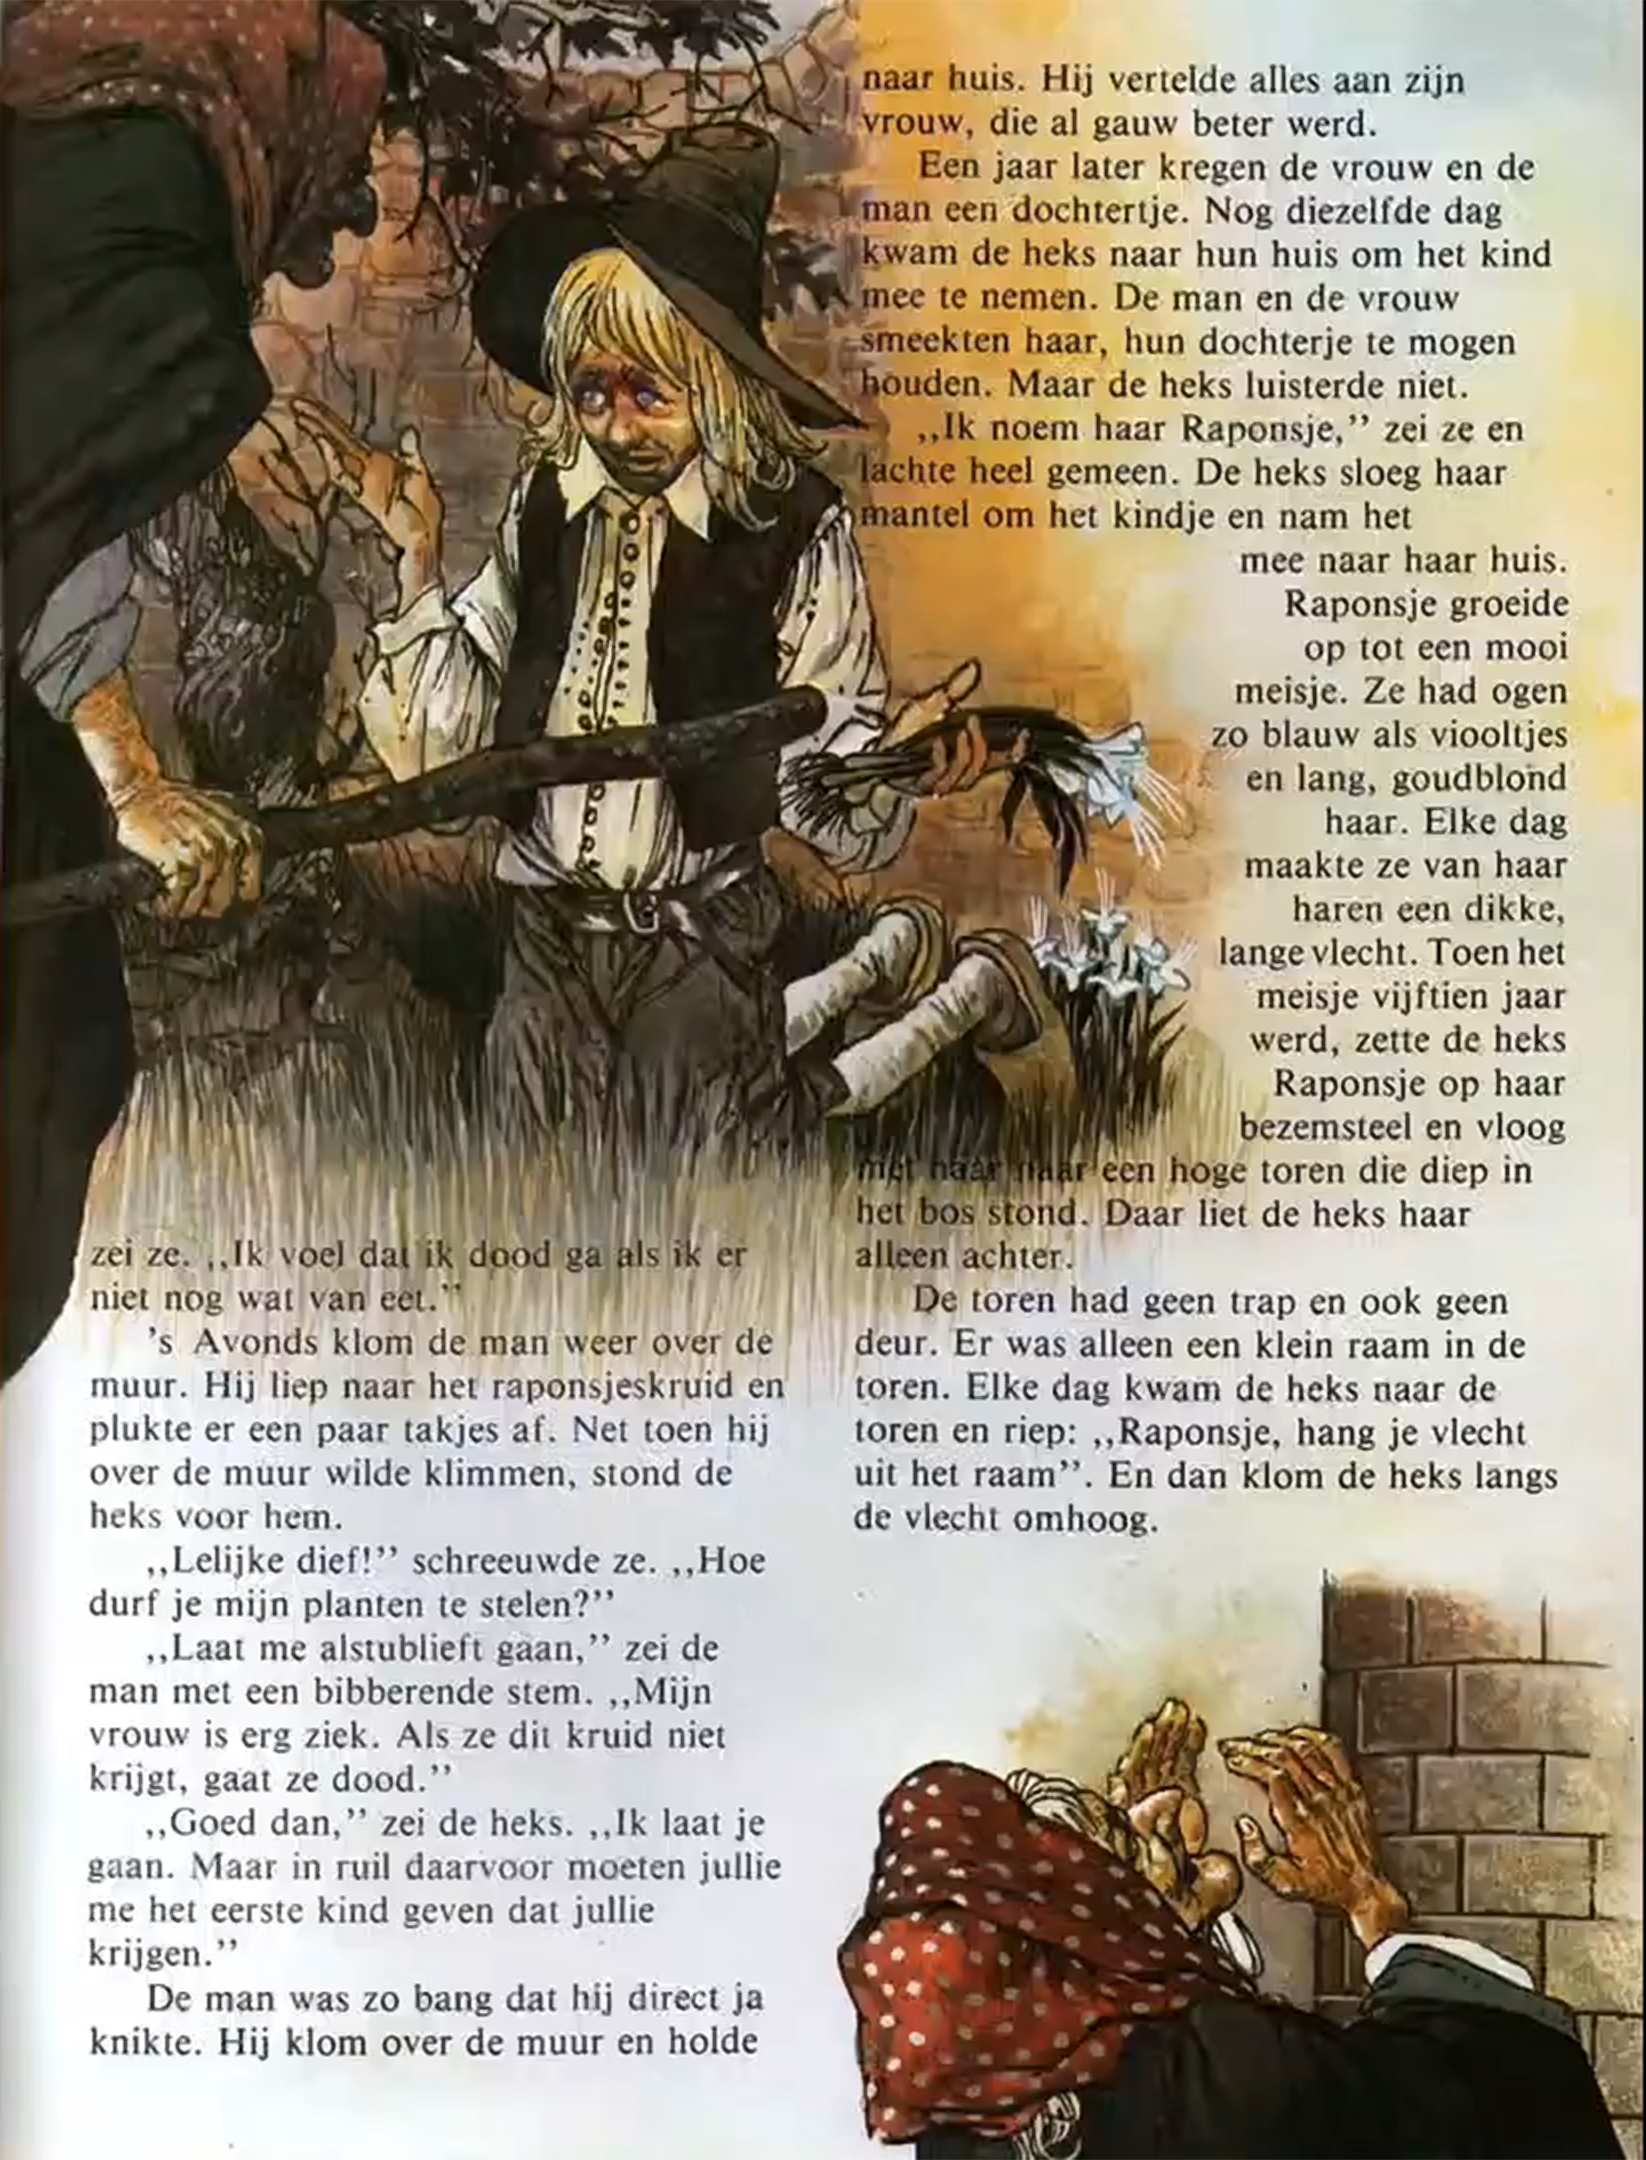 zei ze. ,,Ik voel dat ik dood ga als ik er
niet nog wat van eet.”
’s Avonds klom de man weer over de
muur. Hij liep naar het raponsjeskruid en
plukte er een paar takjes af. Net toen hij
over de muur wilde klimmen, stond de
heks voor hem.
,,Lelijke dief!” schreeuwde ze. ,,Hoe
durf je mijn planten te stelen?”
,,Laat me alstublieft gaan,” zei de
man met een bibberende stem. ,,Mijn
vrouw is erg ziek. Als ze dit kruid niet
krijgt, gaat ze dood.”
,,Goed dan,” zei de heks. ,,Ik laat je
gaan. Maar in ruil daarvoor moeten jullie
me het eerste kind geven dat jullie
krijgen.”
De man was zo bang dat hij direct ja
knikte. Hij klom over de muur en holde
naar huis. Hij vertelde alles aan zijn
vrouw, die al gauw beter werd.
Een jaar later kregen de vrouw en de
man een dochtertje. Nog diezelfde dag
kwam de heks naar hun huis om het kind
mee te nemen. De man en de vrouw
smeekten haar, hun dochterje te mogen
houden. Maar de heks luisterde niet.
,,Ik noem haar Raponsje,” zei ze en
lachte heel gemeen. De heks sloeg haar
mantel om het kindje en nam het
mee naar haar huis.
Raponsje groeide
op tot een mooi
meisje. Ze had ogen
zo blauw als viooltjes
en lang, goudblond
haar. Elke dag
maakte ze van haar
haren een dikke,
lange vlecht. Toen het
meisje vijftien jaar
werd, zette de heks
Raponsje op haar
bezemsteel en vloog
met haar naar een hoge toren die diep in
het bos stond. Daar liet de heks haar
alleen achter.
De toren had geen trap en ook geen
deur. Er was alleen een klein raam in de
toren. Elke dag kwam de heks naar de
toren en riep: ,,Raponsje, hang je vlecht
uit het raam”. En dan klom de heks langs
de vlecht omhoog.